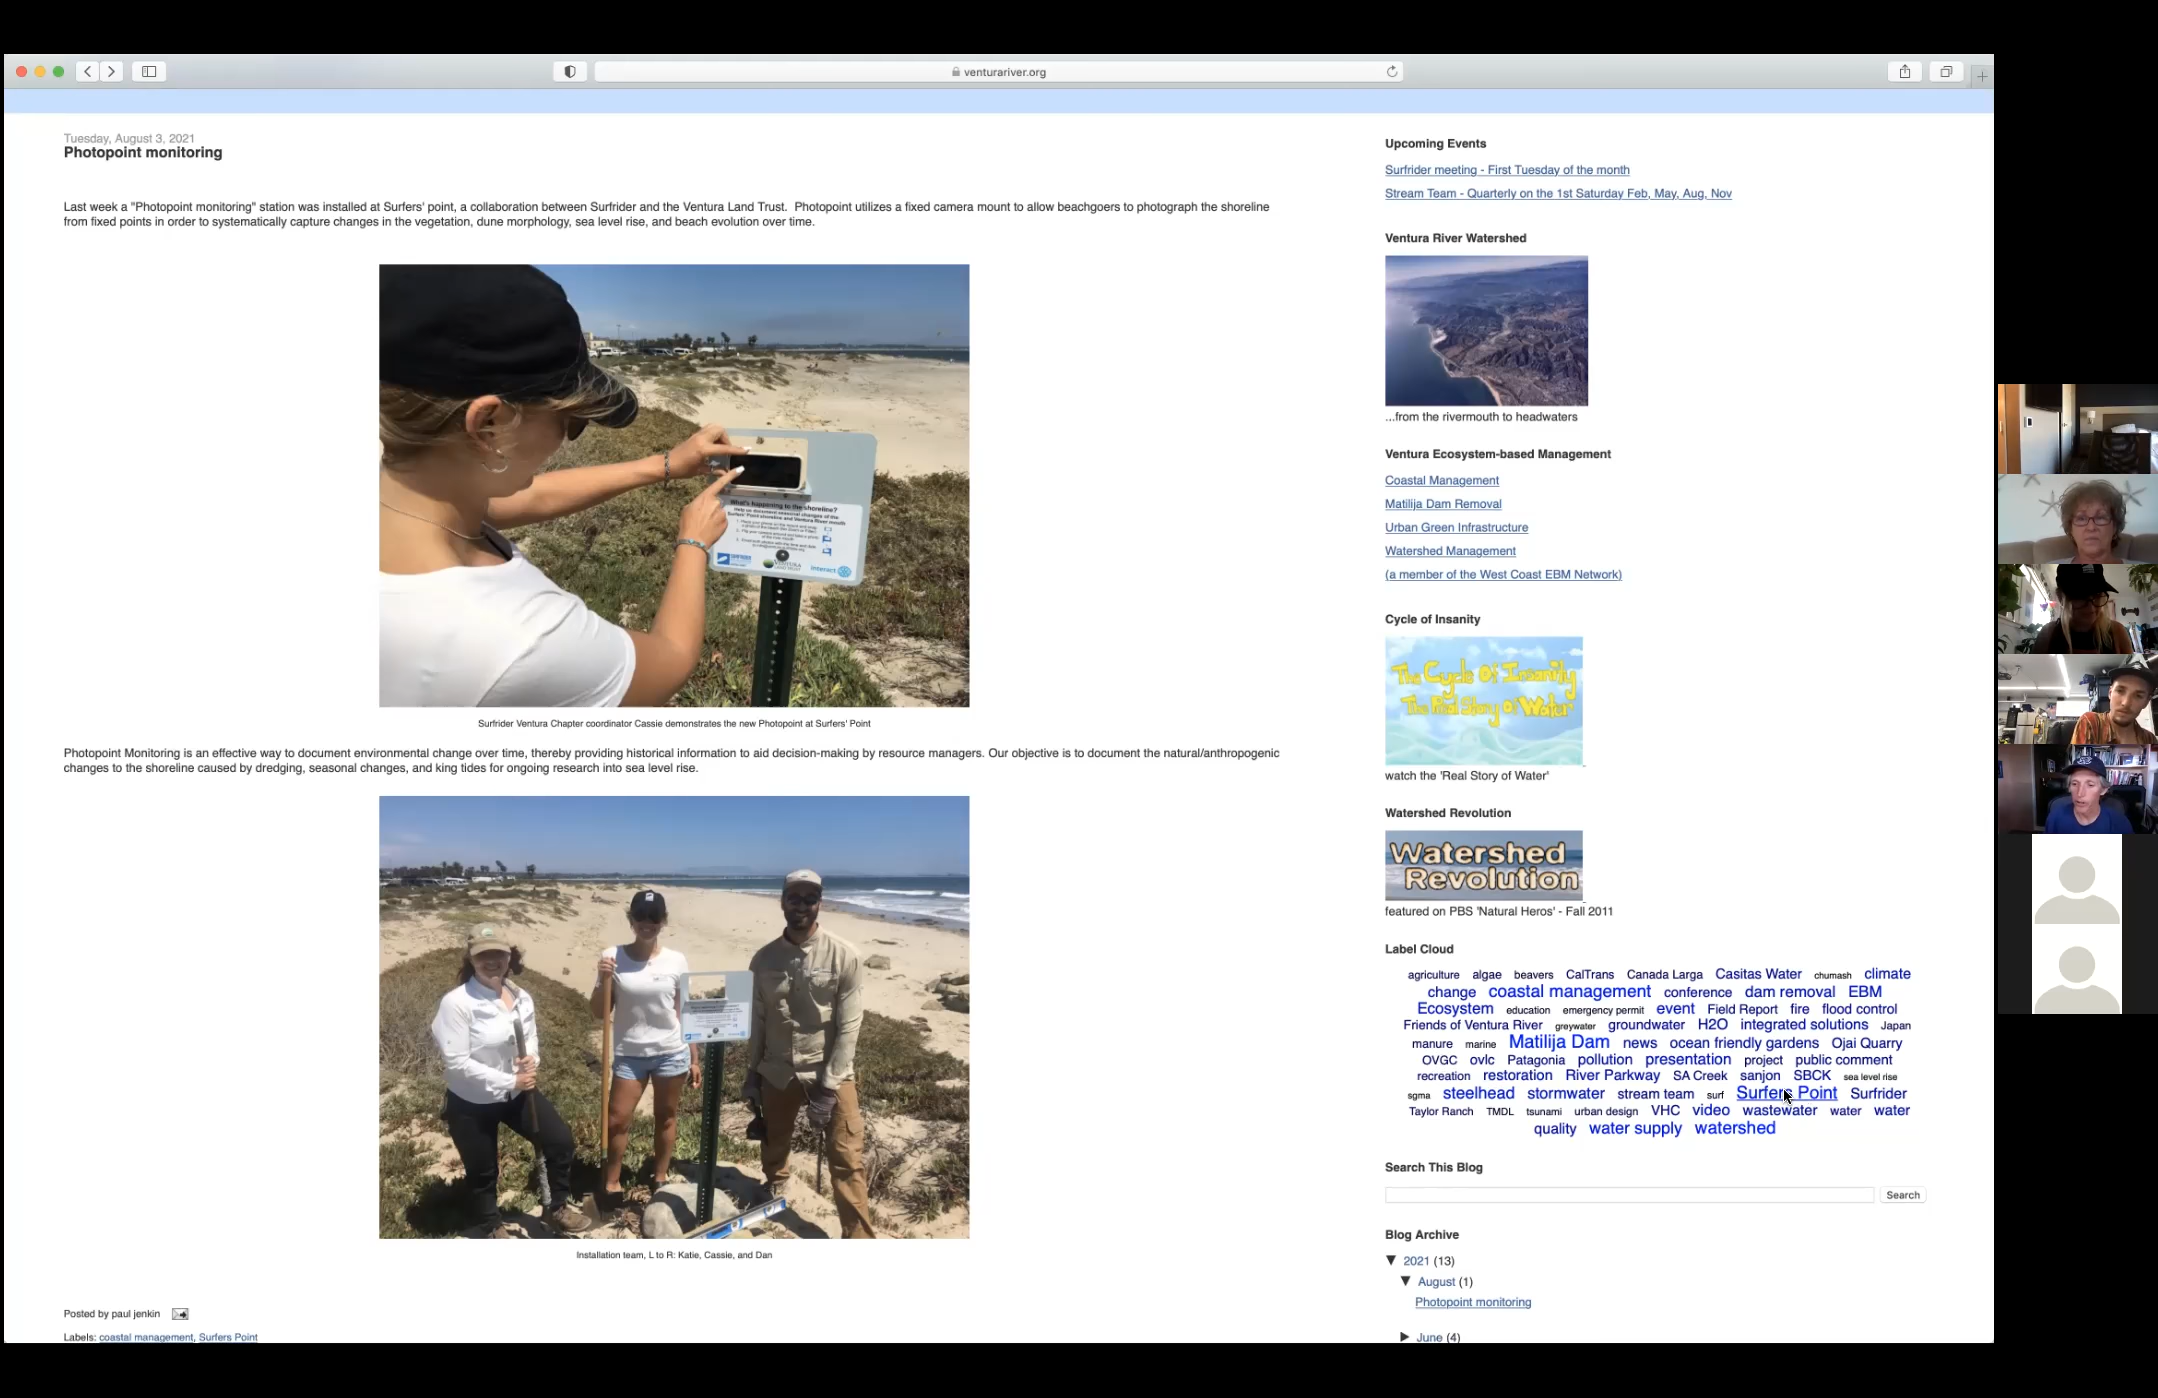 venturariver.org
Tuesday, August 3, 2021
Photopoint monitoring
Last week a "Photopoint monitoring" station was installed at Surfers' point, a collaboration between Surfrider and the Ventura Land Trust.  Photopoint utilizes a fixed camera mount to allow beachgoers to photograph the shoreline
from fixed points in order to systematically capture changes in the vegetation, dune morphology, sea level rise, and beach evolution over time.
What's happening to the shoreline?
interact
Surfrider Ventura Chapter coordinator Cassie demonstrates the new Photopoint at Surfers' Point
Photopoint Monitoring is an effective way to document environmental change over time, thereby providing historical information to aid decision-making by resource managers. Our objective is to document the natural/anthropogenic
changes to the shoreline caused by dredging, seasonal changes, and king tides for ongoing research into sea level rise.
Installation team, L to R: Katie, Cassie, and Dan
Posted by paul jenkin
Labels: coastal management, Surfers Point
Upcoming Events
Surfrider meeting - First Tuesday of the month
Stream Team - Quarterly on the 1st Saturday Feb, May, Aug, Nov
Ventura River Watershed
...from the rivermouth to headwaters
Ventura Ecosystem-based Management
Coastal Management
Matilija Dam Removal
Urban Green Infrastructure
Watershed Management
(a member of the West Coast EBM Network)
Cycle of Insanity
The Cycle Of Insanity
The Real Story of Water
watch the 'Real Story of Water'
Watershed Revolution
Watershed
Revolution
featured on PBS 'Natural Heros' - Fall 2011
Label Cloud
agriculture algae beavers CalTrans Canada Larga Casitas Water chumash climate
change coastal management conference dam removal EBM
Ecosystem education emergency permit event Field Report fire flood control
Friends of Ventura River greywater groundwater H2O integrated solutions Japan
manure marine Matilija Dam news ocean friendly gardens Ojai Quarry
OVGC ovlc Patagonia pollution presentation project public comment
recreation restoration River Parkway SA Creek sanjon SBCK sea level rise
sgma steelhead stormwater stream team surf Surfers Point Surfrider
Taylor Ranch TMDL tsunami urban design VHC video wastewater water water
quality water supply watershed
Search This Blog
Search
Blog Archive
▼ 2021 (13)
▼ August (1)
Photopoint monitoring
► June (4)